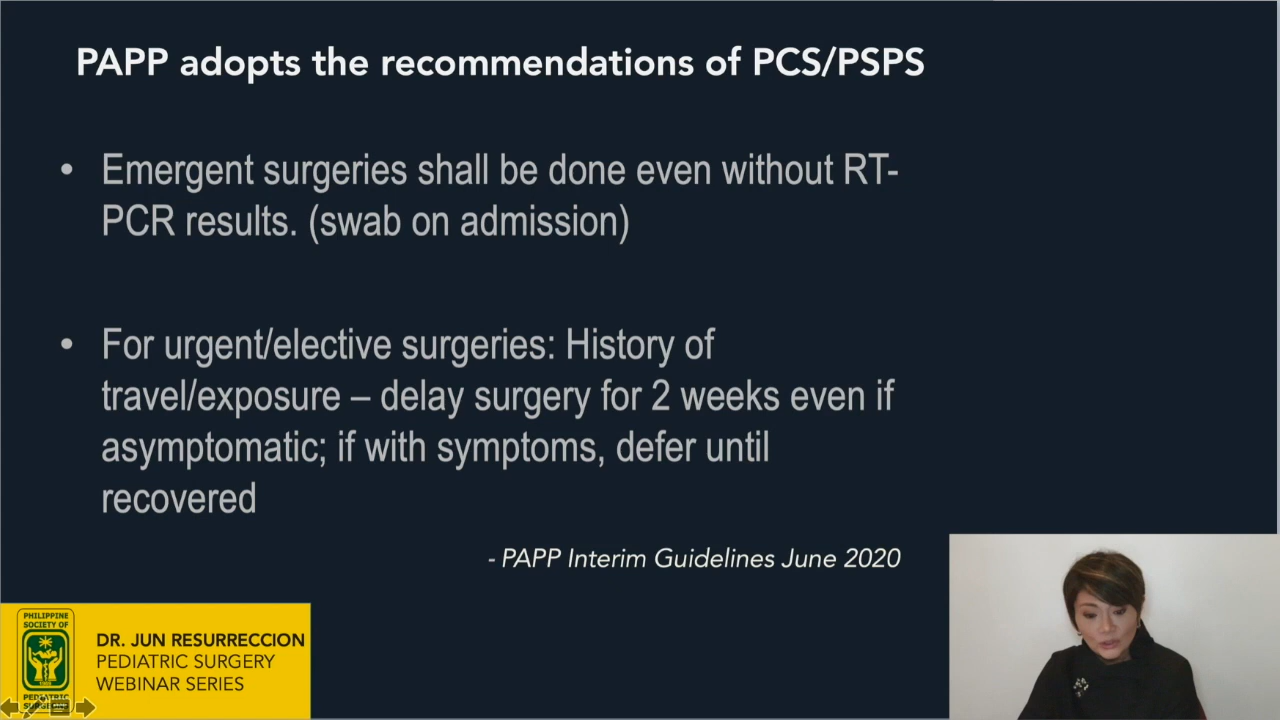 PAPP adopts the recommendations of PCS/PSPS
• Emergent surgeries shall be done even without RT-
PCR results. (swab on admission)
• For urgent/elective surgeries: History of
travel/exposure – delay surgery for 2 weeks even if
asymptomatic; if with symptoms, defer until
recovered
- PAPP Interim Guidelines June 2020
PHILIPPINE
SOCIETY OF
PEDIATRIC
SURGEONS
DR. JUN RESURRECCION
PEDIATRIC SURGERY
WEBINAR SERIES